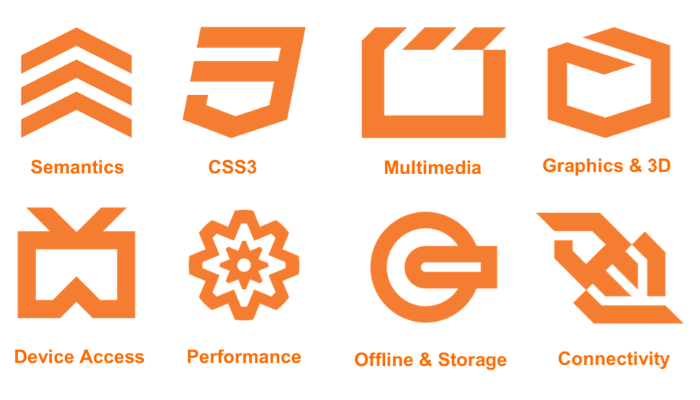 Semantics
CSS3
Multimedia
Graphics & 3D
Device Access
Performance
Offline & Storage
Connectivity